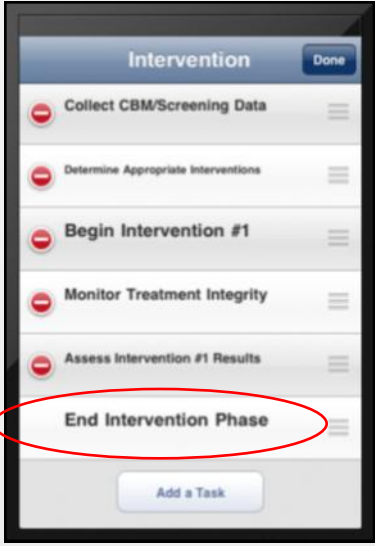 Intervention
Done
Collect CBM/Screening Data
Determine Appropriate Interventions
Begin Intervention #1
Monitor Treatment Integrity
Assess Intervention #1 Results
End Intervention Phase
Add a Task